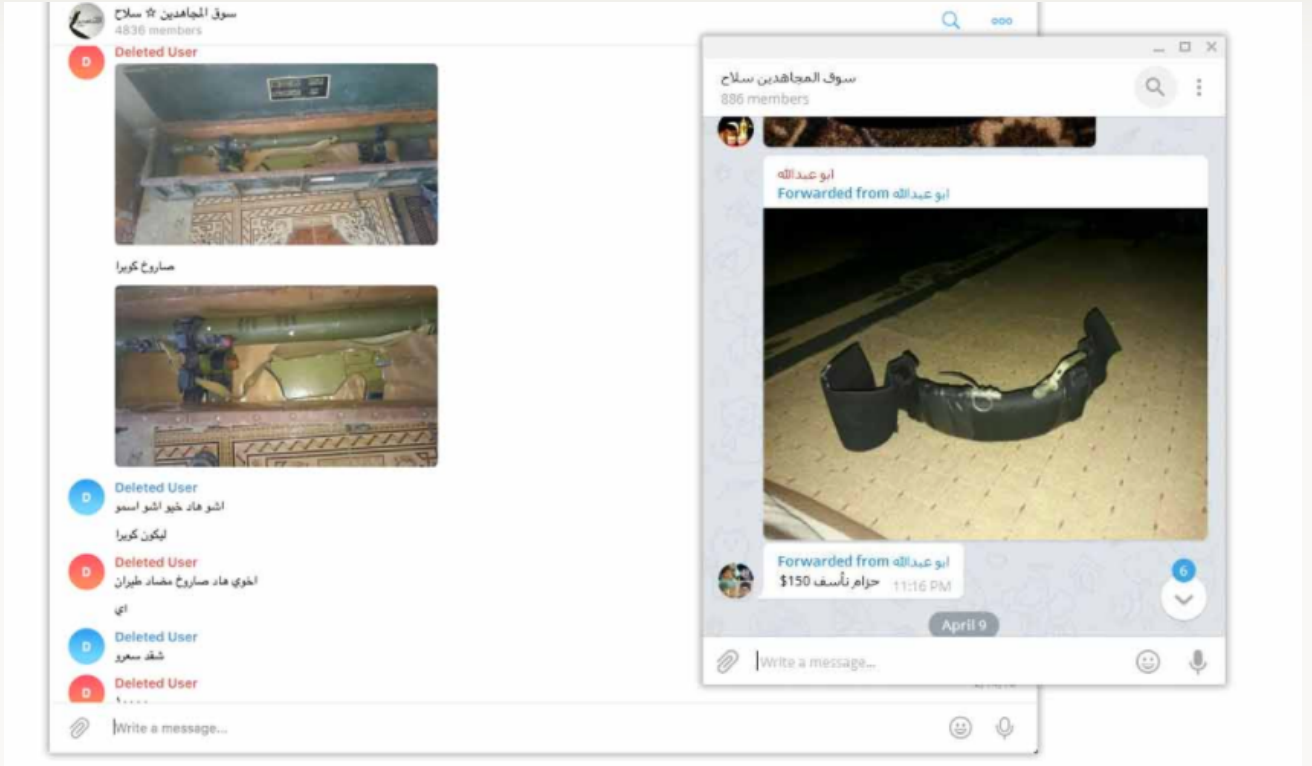 سوق المجاهدين ☆ سلاح
4836 members
D
Deleted User
صاروخ كوبرا
D
Deleted User
اشو هاد خيو اشو اسمو
ليكون كوبرا
D
Deleted User
اخوي هاد صاروخ مضاد طيران
اي
D
Deleted User
شقد سعرو
D
Deleted User
Write a message...
سوق المجاهدين سلاح
886 members
ابو عبدالله
Forwarded from ابو عبدالله
Forwarded from ابو عبدالله
حزام نأسف 150$ 11:16 PM
6
April 9
Write a message...